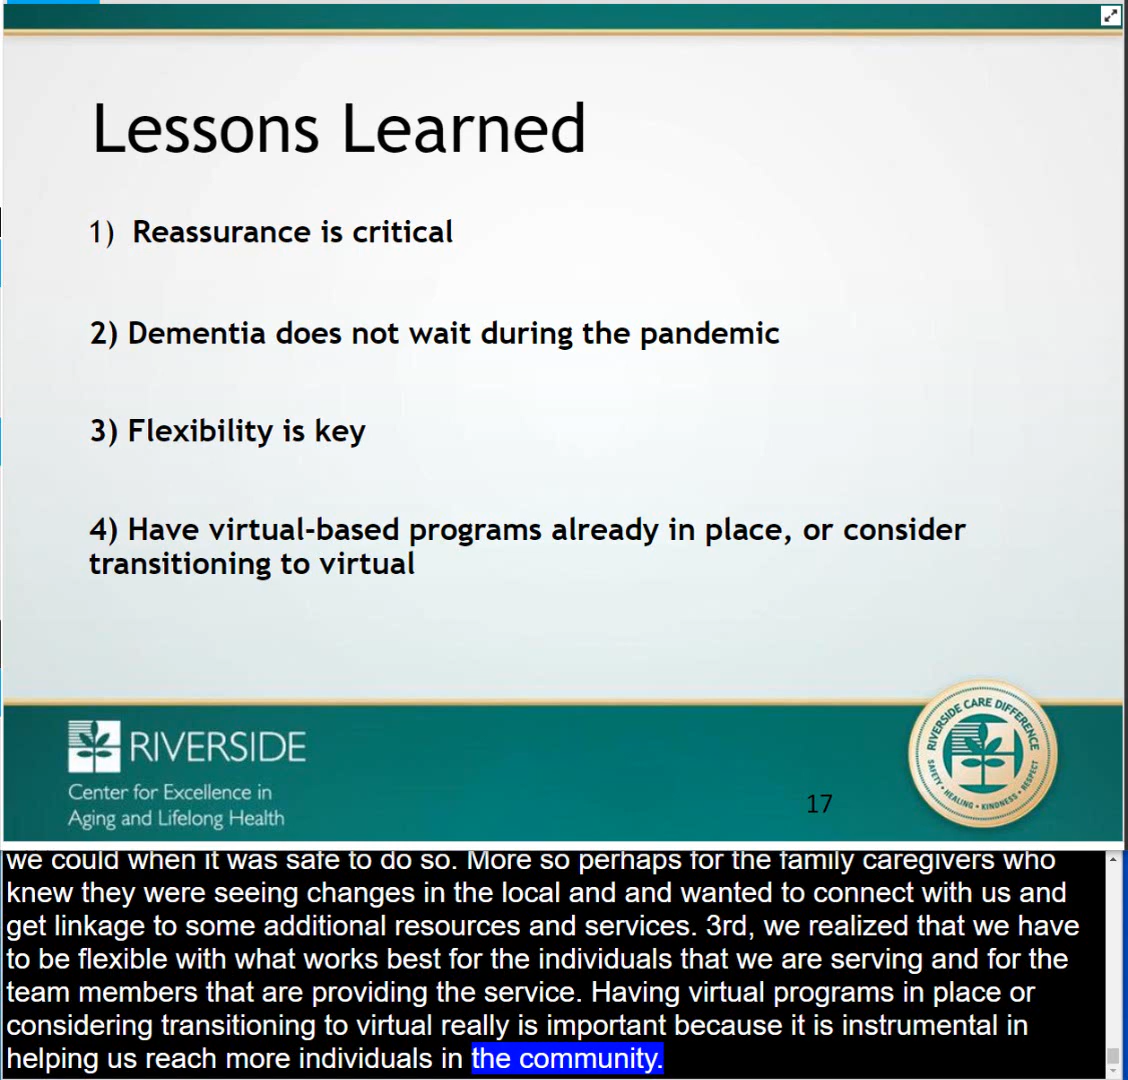 Lessons Learned
1) Reassurance is critical
2) Dementia does not wait during the pandemic
3) Flexibility is key
4) Have virtual-based programs already in place, or consider
transitioning to virtual
RIVERSIDE
Center for Excellence in
Aging and Lifelong Health
17
RIVERSIDE CARE DIFFERENCE
SAFETY • HEALING • KINDNESS • RESPECT
we could when it was safe to do so. More so perhaps for the family caregivers who
knew they were seeing changes in the local and and wanted to connect with us and
get linkage to some additional resources and services. 3rd, we realized that we have
to be flexible with what works best for the individuals that we are serving and for the
team members that are providing the service. Having virtual programs in place or
considering transitioning to virtual really is important because it is instrumental in
helping us reach more individuals in the community.